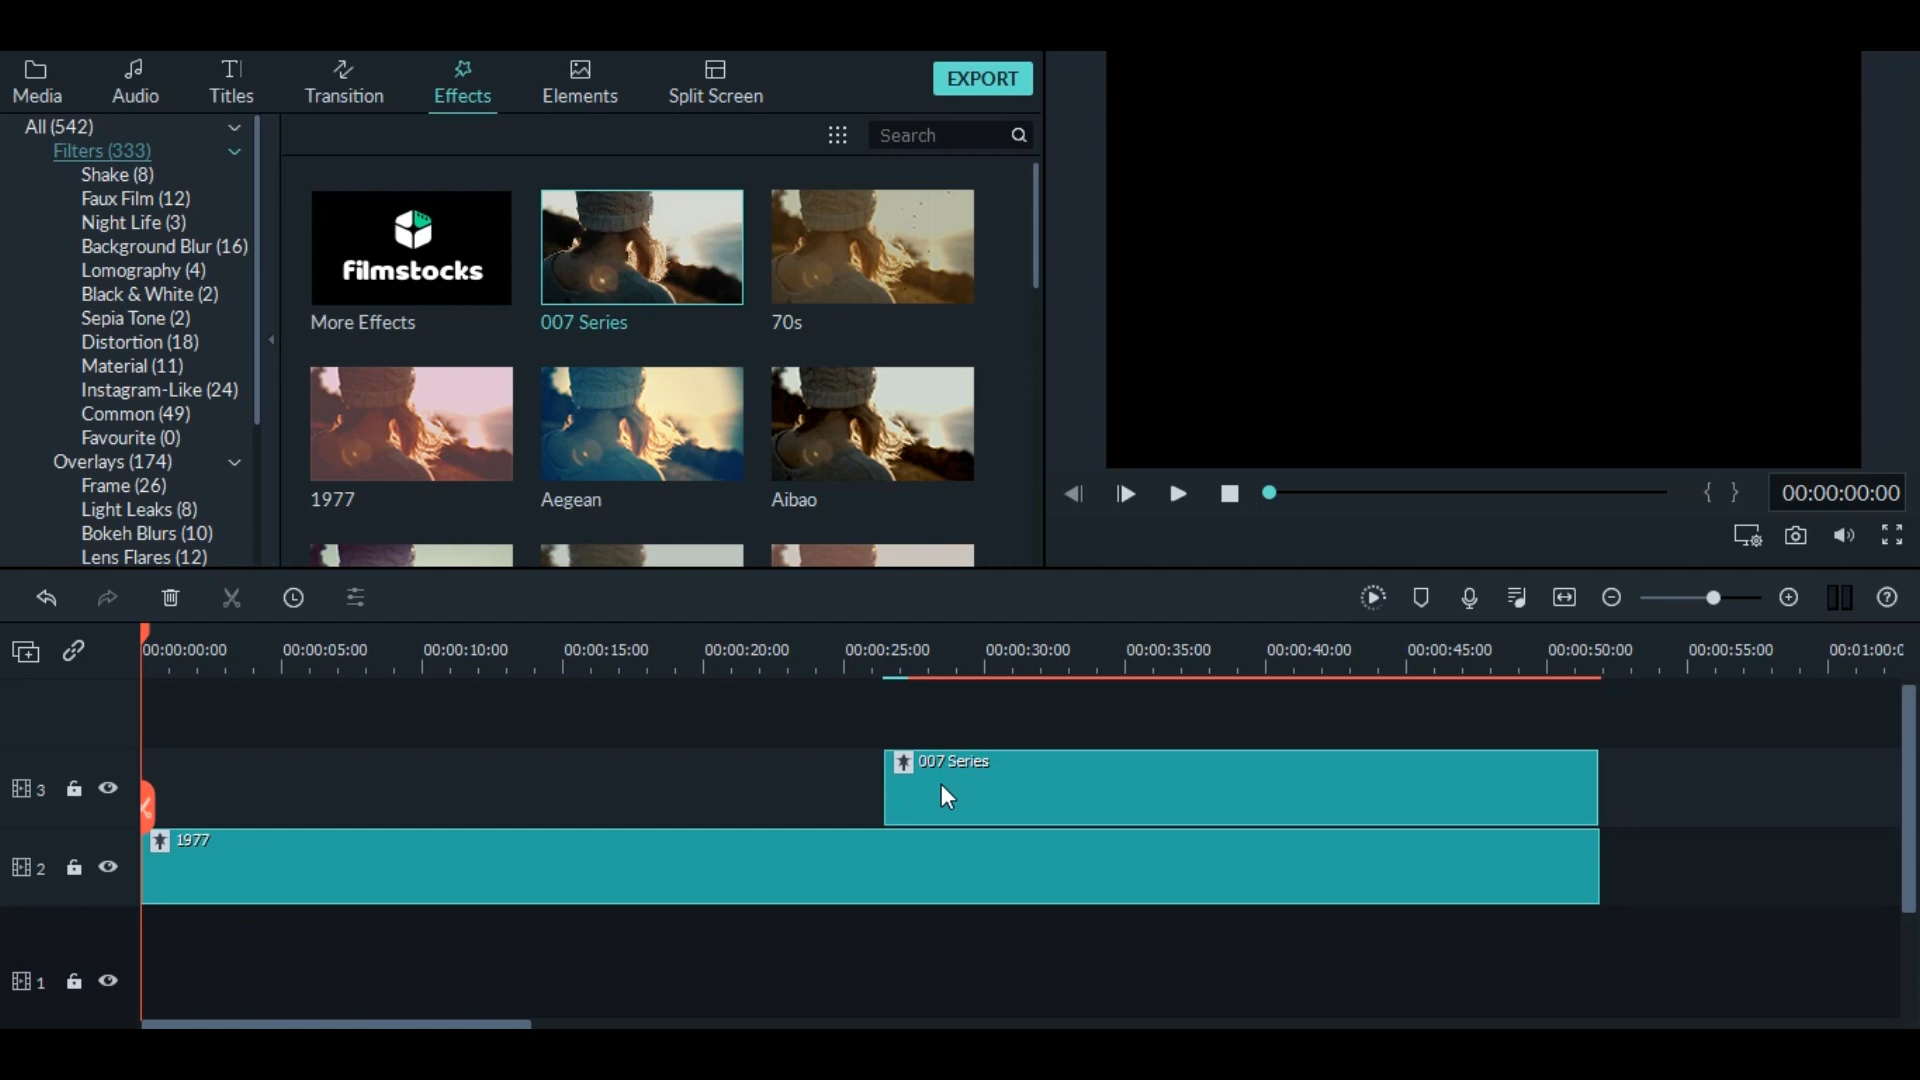 Media
Audio
Titles
Transition
Effects
Elements
Split Screen
EXPORT
All (542)
Filters (333)
Shake (8)
Faux Film (12)
Night Life (3)
Background Blur (16)
Lomography (4)
Black & White (2)
Sepia Tone (2)
Distortion (18)
Material (11)
Instagram-Like (24)
Common (49)
Favourite (0)
Overlays (174)
Frame (26)
Light Leaks (8)
Bokeh Blurs (10)
Lens Flares (12)
Search
filmstocks
More Effects
007 Series
70s
1977
Aegean
Aibao
00:00:00:00
00:00:00:00 00:00:05:00 00:00:10:00 00:00:15:00 00:00:20:00 00:00:25:00 00:00:30:00 00:00:35:00 00:00:40:00 00:00:45:00 00:00:50:00 00:00:55:00 00:01:00:0
3
007 Series
2
1977
1